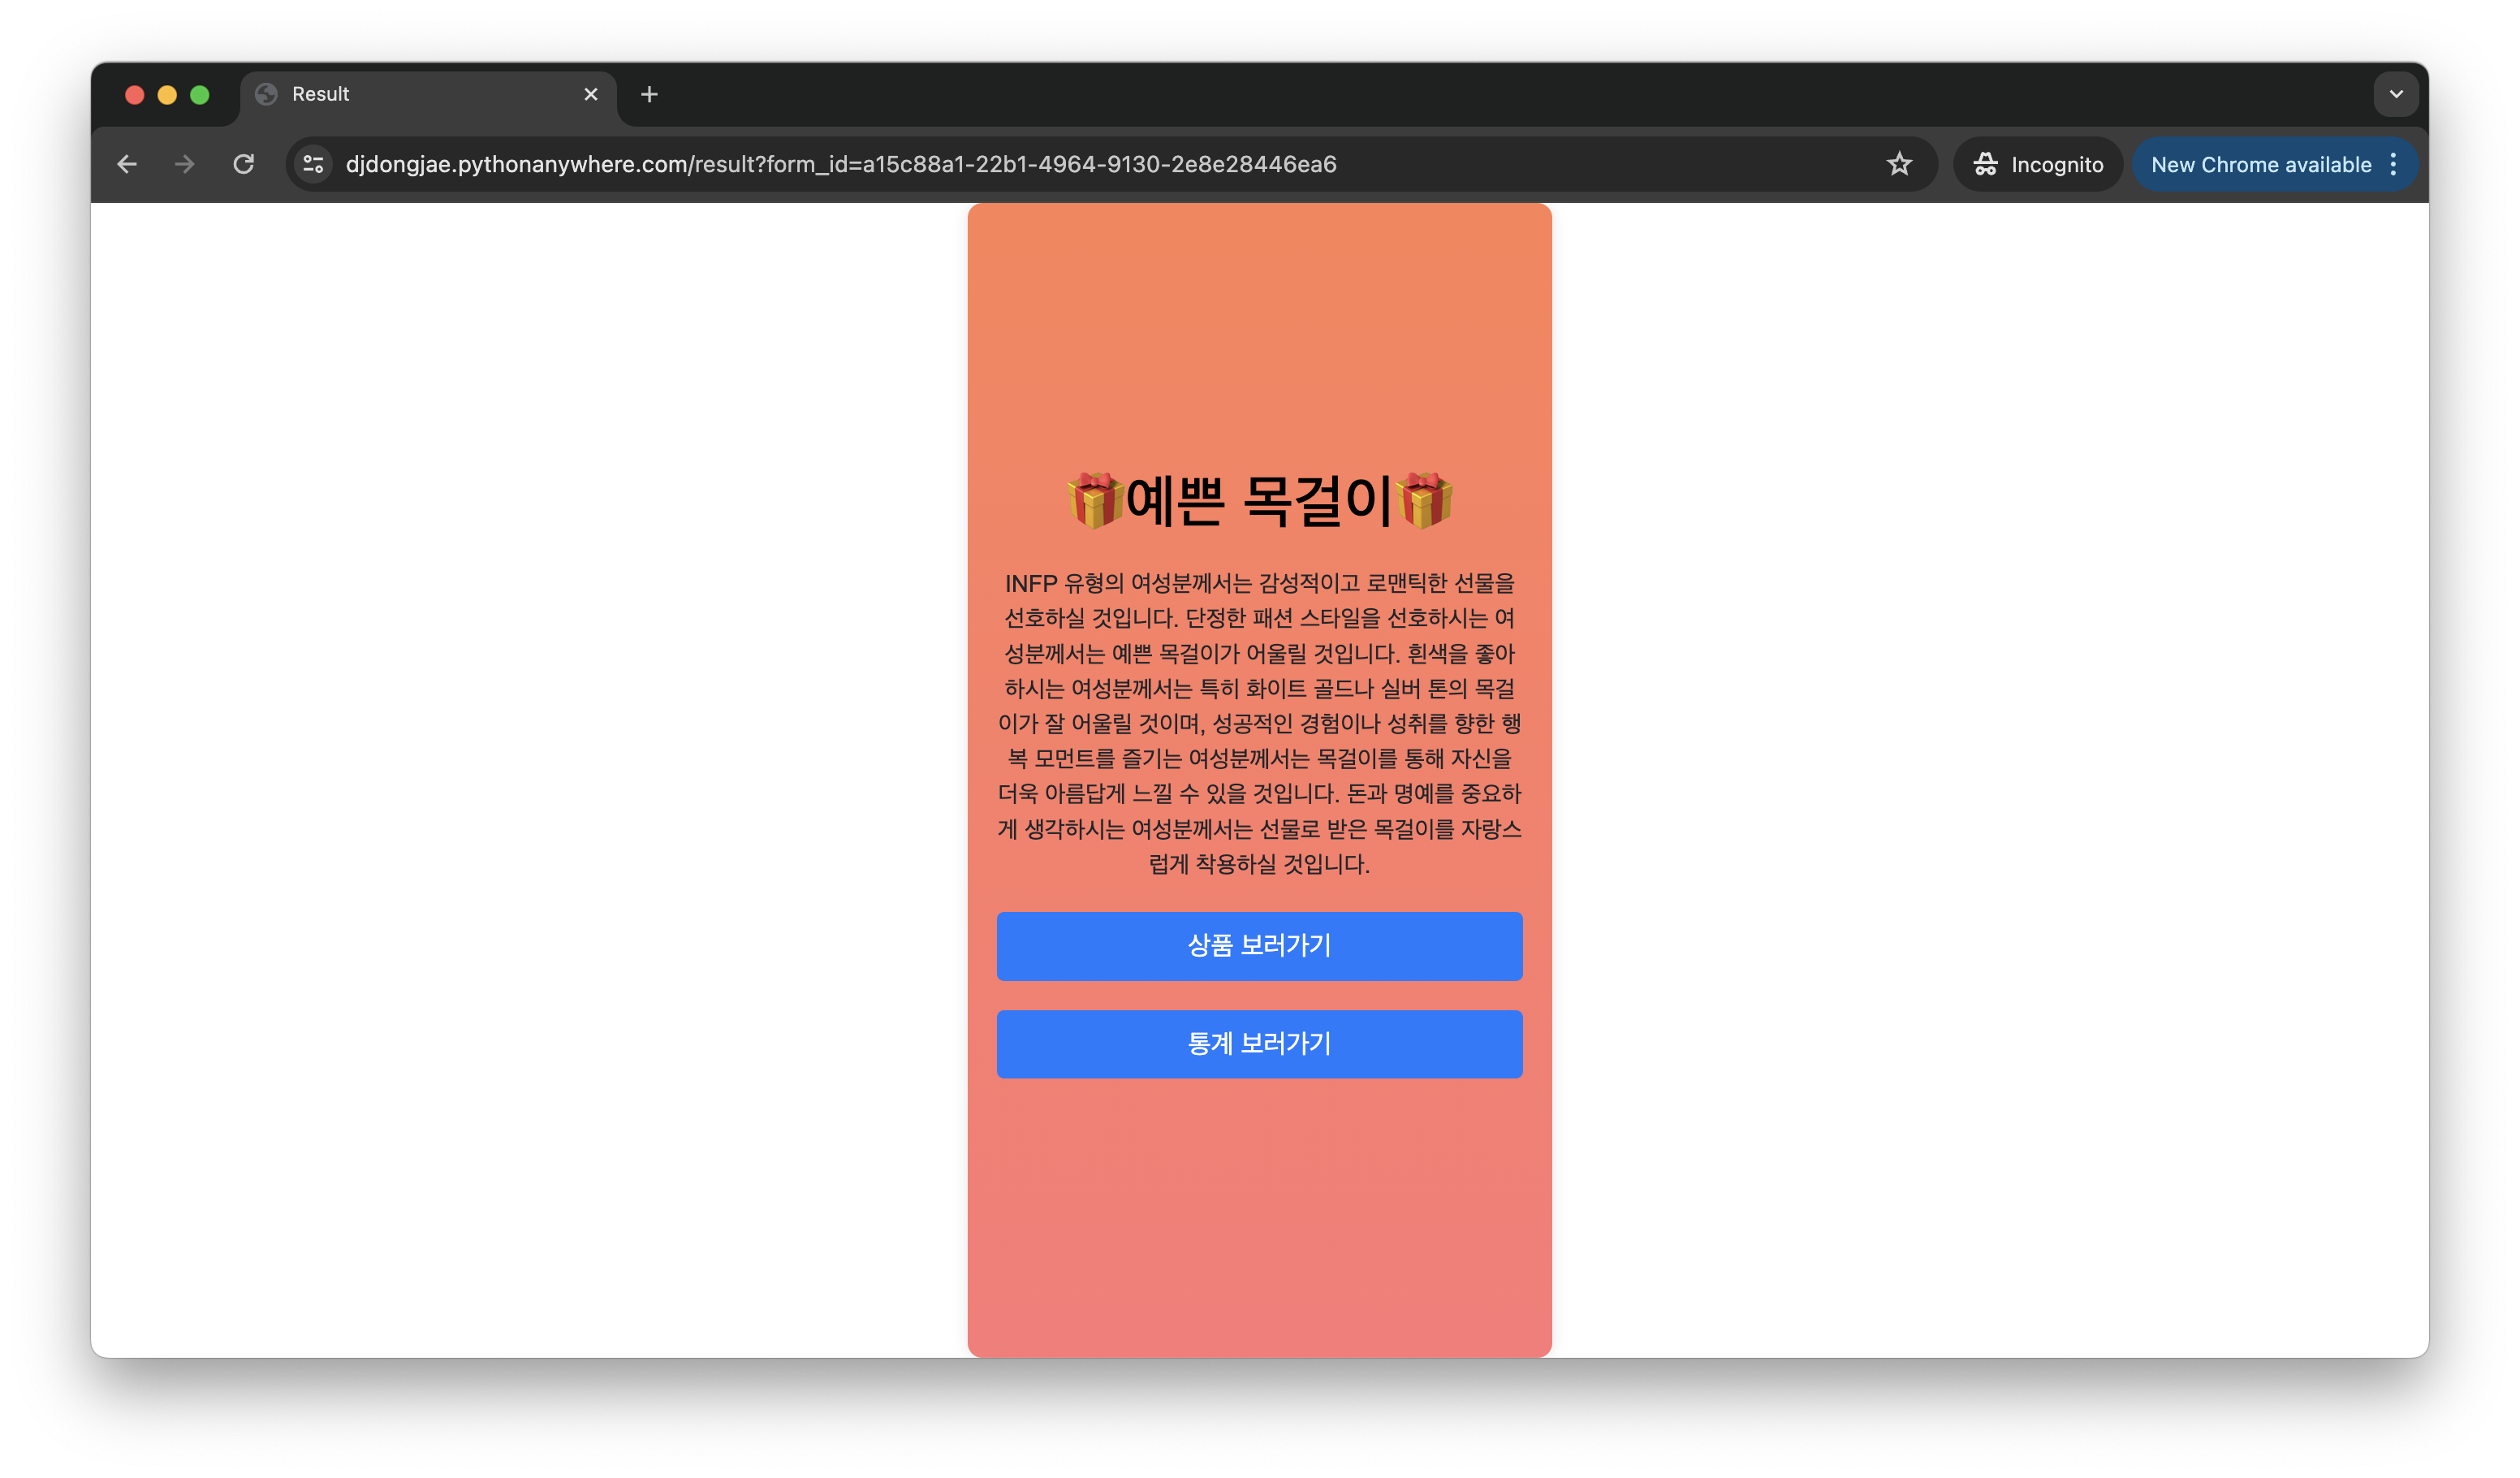 Result
djdongjae.pythonanywhere.com/result?form_id=a15c88a1-22b1-4964-9130-2e8e28446ea6
Incognito
New Chrome available
🎁예쁜 목걸이🎁
INFP 유형의 여성분께서는 감성적이고 로맨틱한 선물을
선호하실 것입니다. 단정한 패션 스타일을 선호하시는 여
성분께서는 예쁜 목걸이가 어울릴 것입니다. 흰색을 좋아
하시는 여성분께서는 특히 화이트 골드나 실버 톤의 목걸
이가 잘 어울릴 것이며, 성공적인 경험이나 성취를 향한 행
복 모먼트를 즐기는 여성분께서는 목걸이를 통해 자신을
더욱 아름답게 느낄 수 있을 것입니다. 돈과 명예를 중요하
게 생각하시는 여성분께서는 선물로 받은 목걸이를 자랑스
럽게 착용하실 것입니다.
상품 보러가기
통계 보러가기